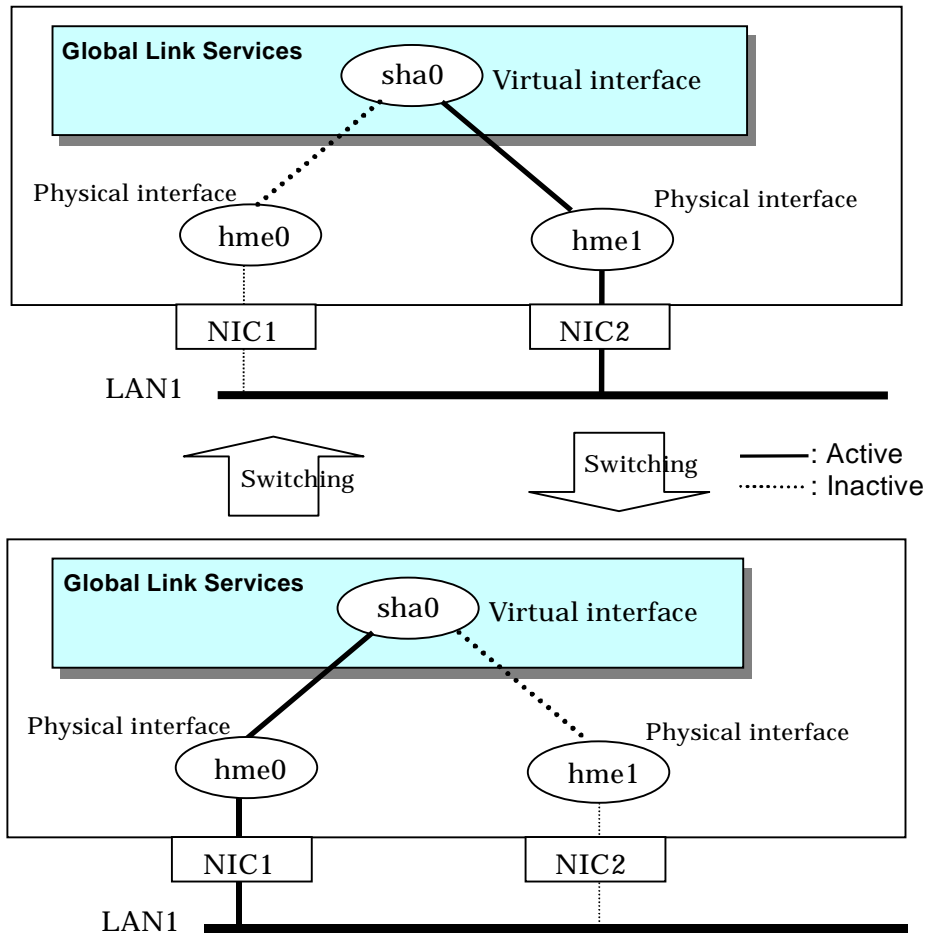 Global Link Services
sha0
Virtual interface
Physical interface
Physical interface
hme0
hme1
NIC1
NIC2
LAN1
Switching
Switching
: Active
: Inactive
Global Link Services
sha0
Virtual interface
Physical interface
Physical interface
hme0
hme1
NIC1
NIC2
LAN1